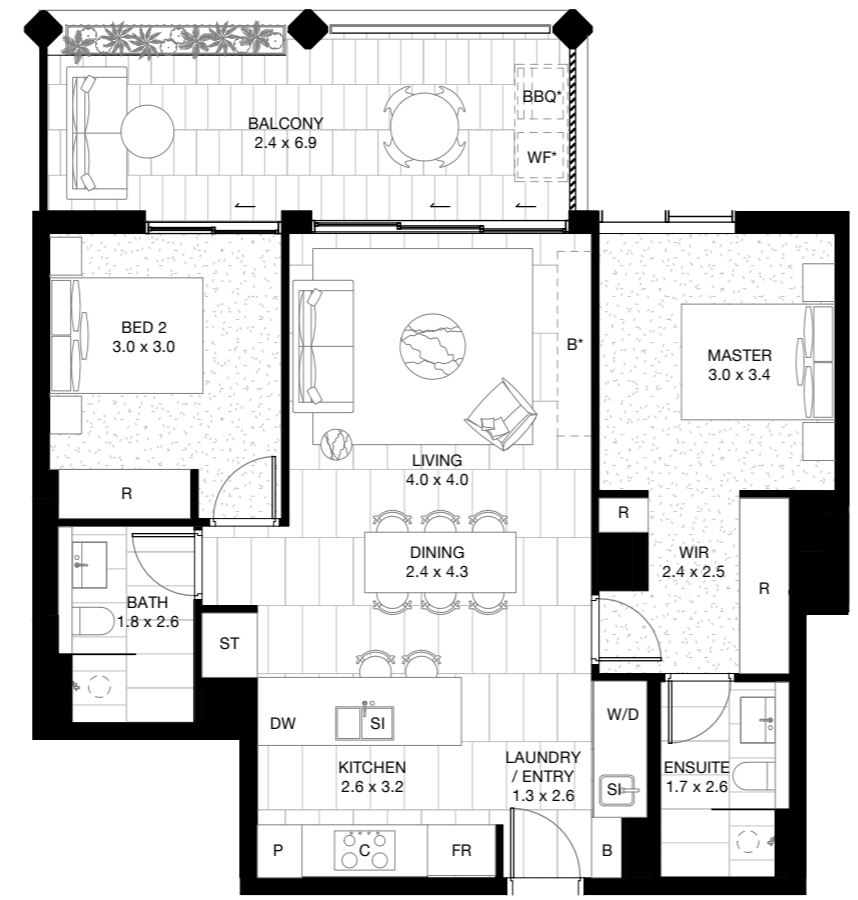 BBQ*
BALCONY
2.4 x 6.9
WF*
BED 2
3.0 x 3.0
B*
MASTER
3.0 x 3.4
LIVING
4.0 x 4.0
R
R
DINING
2.4 x 4.3
WIR
2.4 x 2.5
R
BATH
1.8 x 2.6
ST
DW
SI
W/D
KITCHEN
2.6 x 3.2
LAUNDRY
/ ENTRY
1.3 x 2.6
SI
ENSUITE
1.7 x 2.6
P
C
FR
B